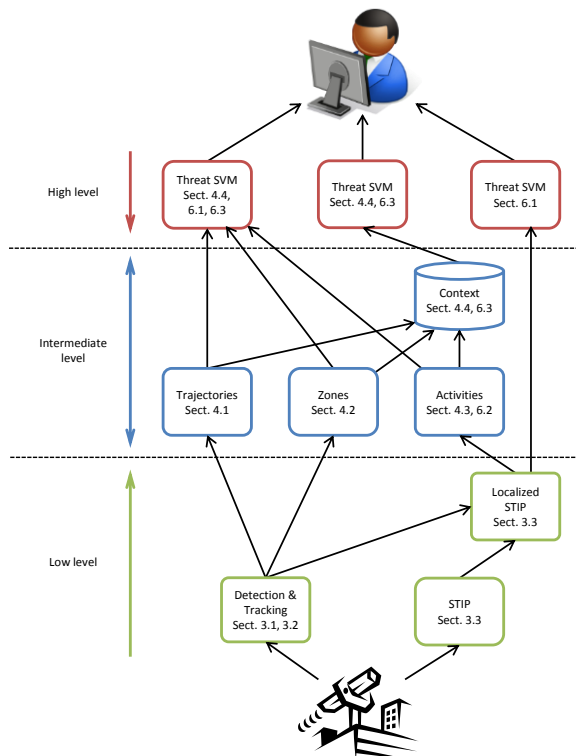 Threat SVM
Sect. 4.4,
6.1, 6.3
Threat SVM
Sect. 4.4, 6.3
Threat SVM
Sect. 6.1
High level
Context
Sect. 4.4, 6.3
Intermediate
level
Trajectories
Sect. 4.1
Zones
Sect. 4.2
Activities
Sect. 4.3, 6.2
Localized
STIP
Sect. 3.3
Low level
Detection &
Tracking
Sect. 3.1, 3.2
STIP
Sect. 3.3